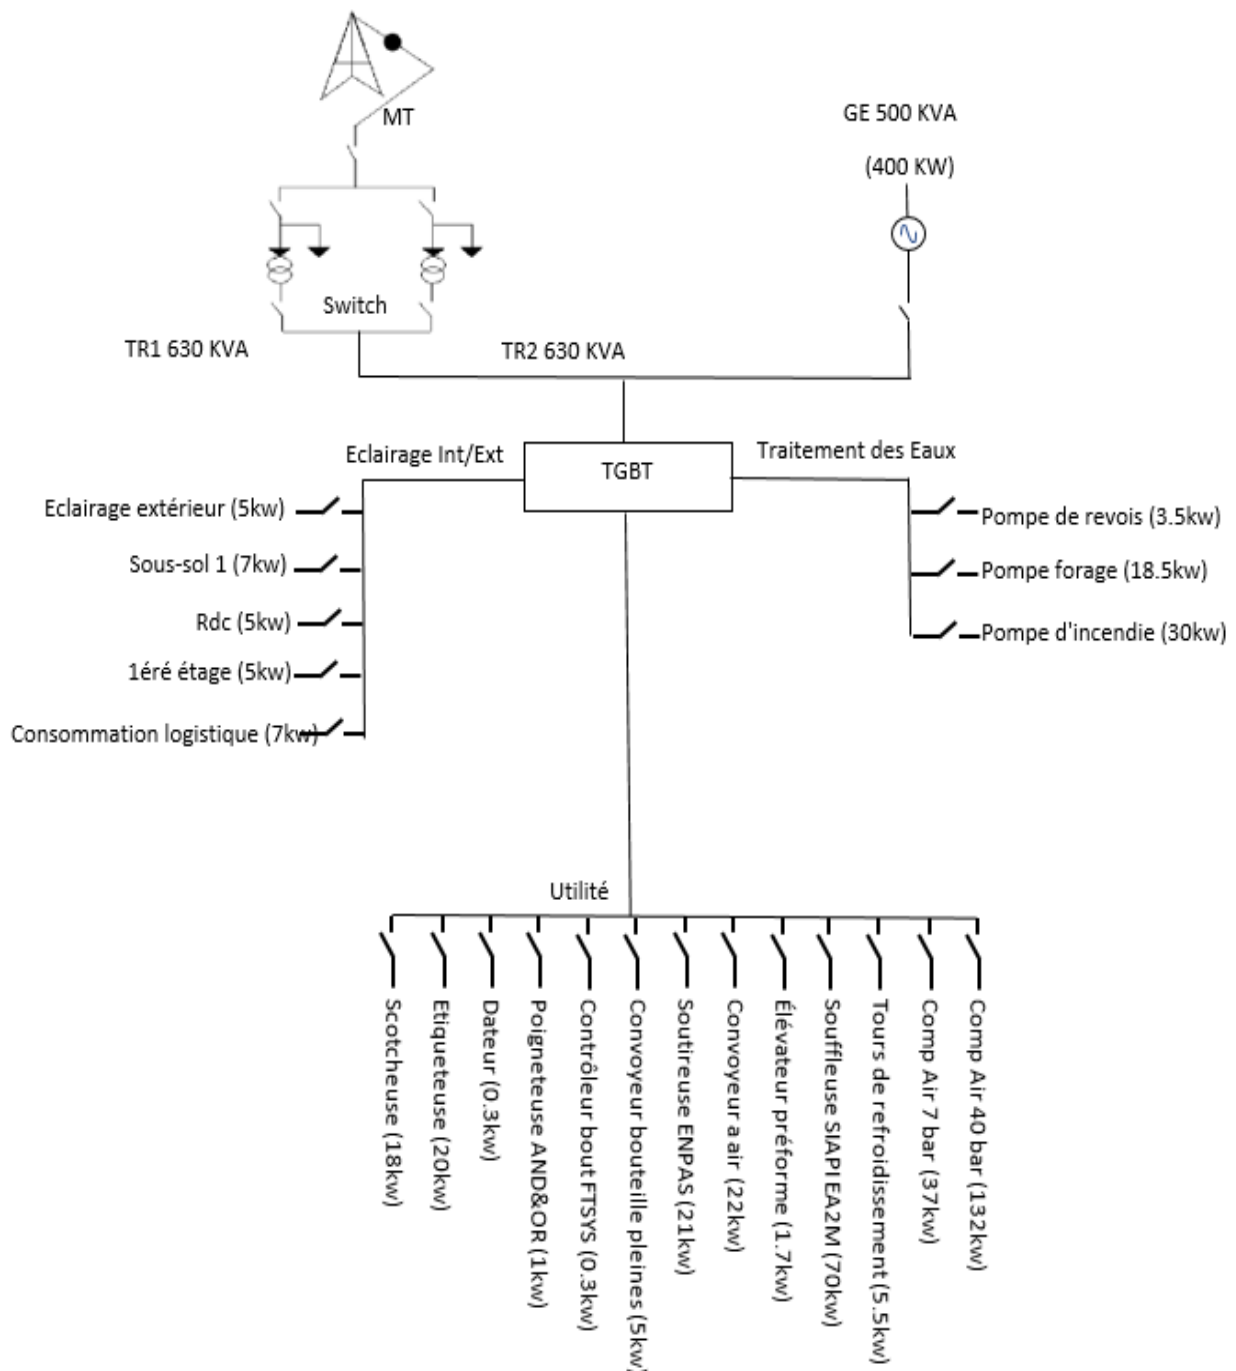 MT
GE 500 KVA
(400 KW)
Switch
TR1 630 KVA
TR2 630 KVA
Eclairage Int/Ext
TGBT
Traitement des Eaux
Eclairage extérieur (5kw)
Sous-sol 1 (7kw)
Rdc (5kw)
1éré étage (5kw)
Consommation logistique (7kw)
Pompe de revois (3.5kw)
Pompe forage (18.5kw)
Pompe d'incendie (30kw)
Utilité
Scotcheuse (18kw)
Etiqueteuse (20kw)
Dateur (0.3kw)
Poigneteuse AND&OR (1kw)
Contrôleur bout FTSYS (0.3kw)
Convoyeur bouteille pleines (5kw)
Soutireuse ENPAS (21kw)
Convoyeur a air (22kw)
Élévateur préforme (1.7kw)
Souffleuse SIAPI EA2M (70kw)
Tours de refroidissement (5.5kw)
Comp Air 7 bar (37kw)
Comp Air 40 bar (132kw)